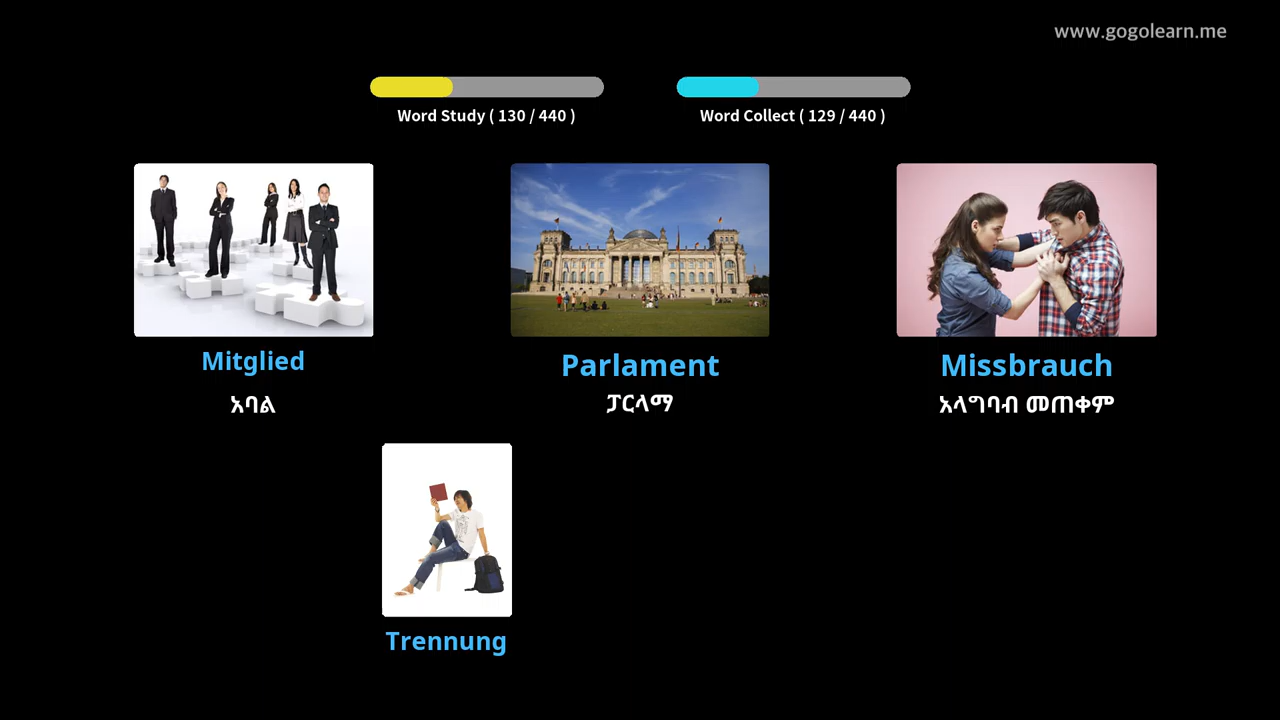 www.gogolearn.me
Word Study ( 130 / 440 )
Word Collect ( 129 / 440 )
Mitglied
አባል
Parlament
ፓርላማ
Missbrauch
አላግባብ መጠቀም
Trennung